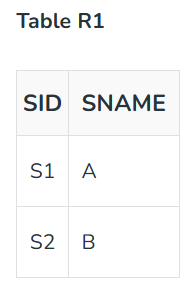 Table R1
SID SNAME
S1 A
S2 B